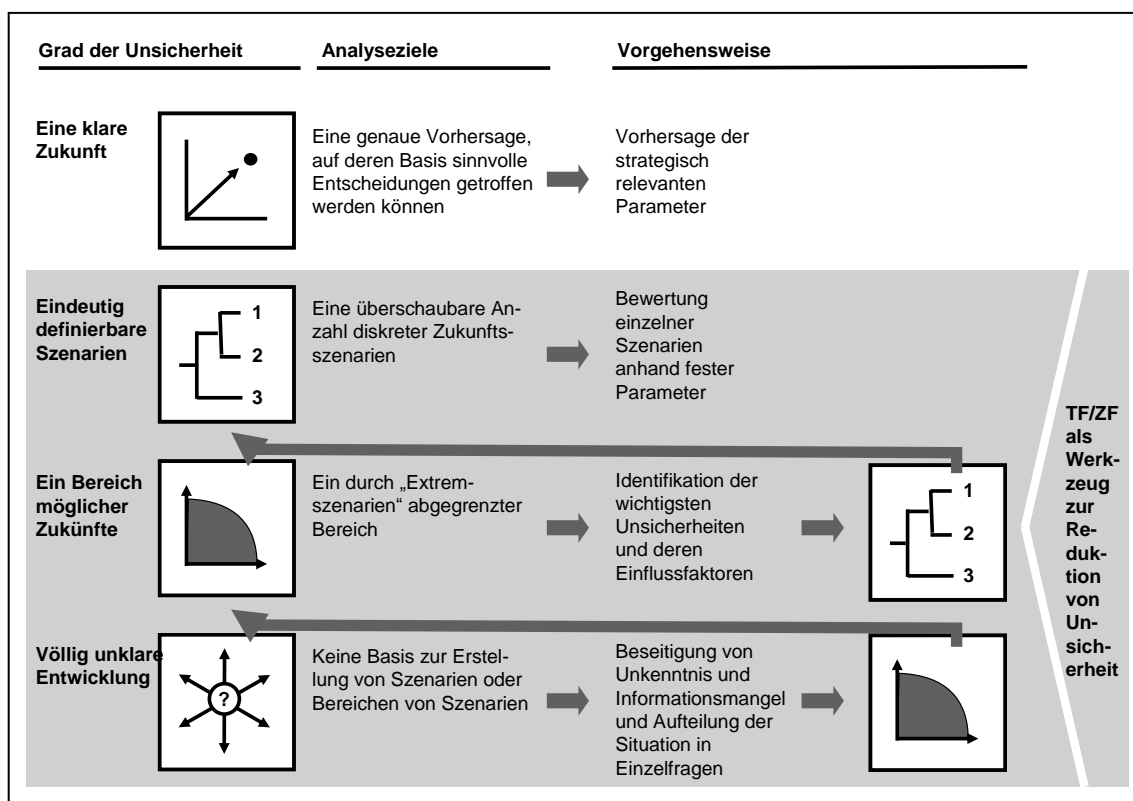 Grad der Unsicherheit
Analyseziele
Vorgehensweise
Eine klare
Zukunft
Eine genaue Vorhersage,
auf deren Basis sinnvolle
Entscheidungen getroffen
werden können
Vorhersage der
strategisch
relevanten
Parameter
Eindeutig
definierbare
Szenarien
1
2
3
Eine überschaubare An-
zahl diskreter Zukunfts-
szenarien
Bewertung
einzelner
Szenarien
anhand fester
Parameter
Ein Bereich
möglicher
Zukünfte
Ein durch „Extrem-
szenarien“ abgegrenzter
Bereich
Identifikation der
wichtigsten
Unsicherheiten
und deren
Einflussfaktoren
1
2
3
Völlig unklare
Entwicklung
?
Keine Basis zur Erstel-
lung von Szenarien oder
Bereichen von Szenarien
Beseitigung von
Unkenntnis und
Informationsmangel
und Aufteilung der
Situation in
Einzelfragen
TF/ZF
als
Werk-
zeug
zur
Re-
duk-
tion
von
Un-
sich-
erheit